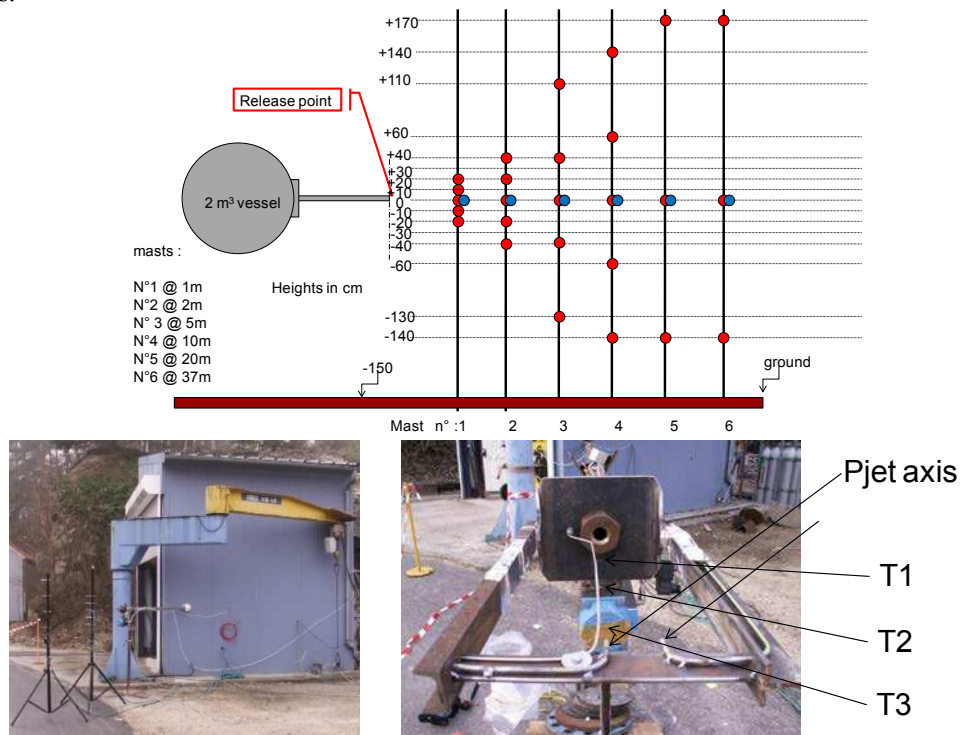 s.
+170
+140
+110
+60
+40
+30
+20
+10
0
-10
-20
-30
-40
-60
-130
-140
Release point
2 m³ vessel
masts :
N°1 @ 1m
N°2 @ 2m
N° 3 @ 5m
N°4 @ 10m
N°5 @ 20m
N°6 @ 37m
Heights in cm
-150
ground
Mast n° :1 2 3 4 5 6
Pjet axis
T1
T2
T3